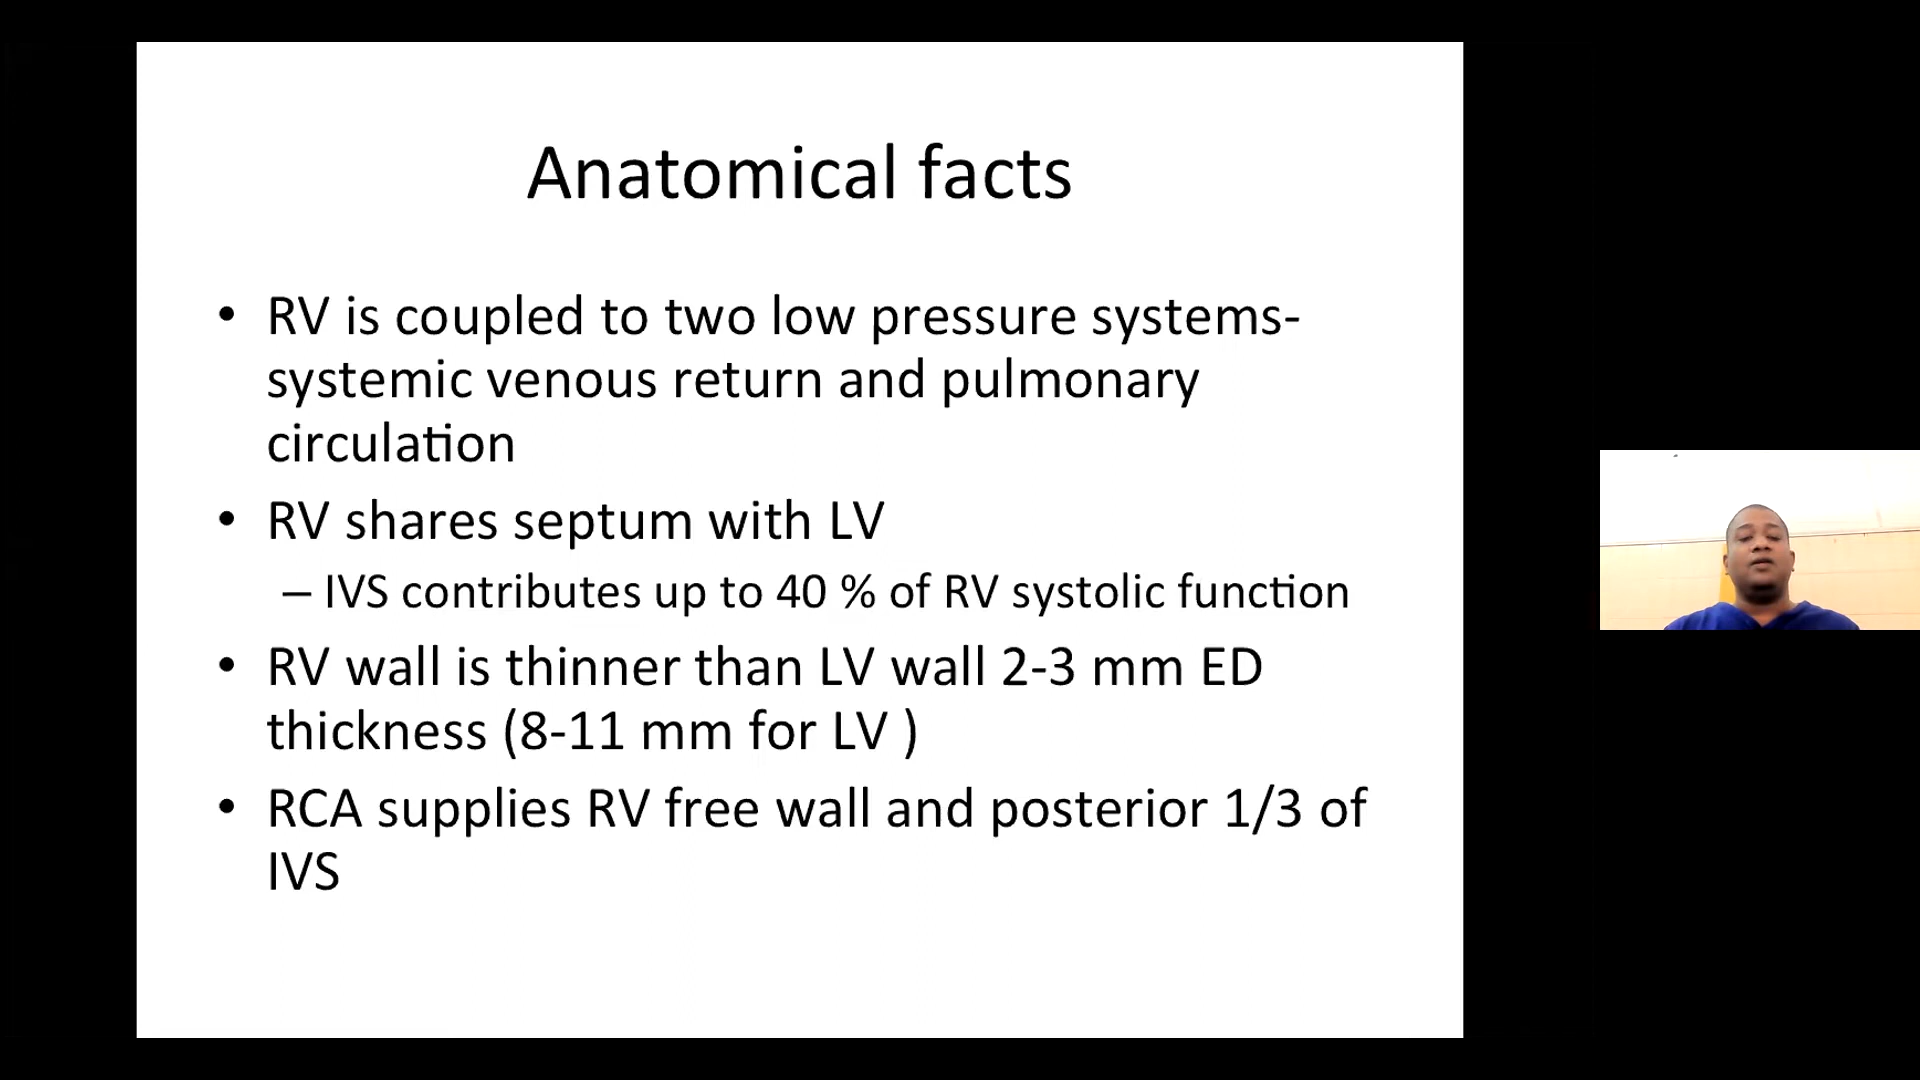 Anatomical facts
• RV is coupled to two low pressure systems-
systemic venous return and pulmonary
circulation
• RV shares septum with LV
– IVS contributes up to 40 % of RV systolic function
• RV wall is thinner than LV wall 2-3 mm ED
thickness (8-11 mm for LV )
• RCA supplies RV free wall and posterior 1/3 of
IVS